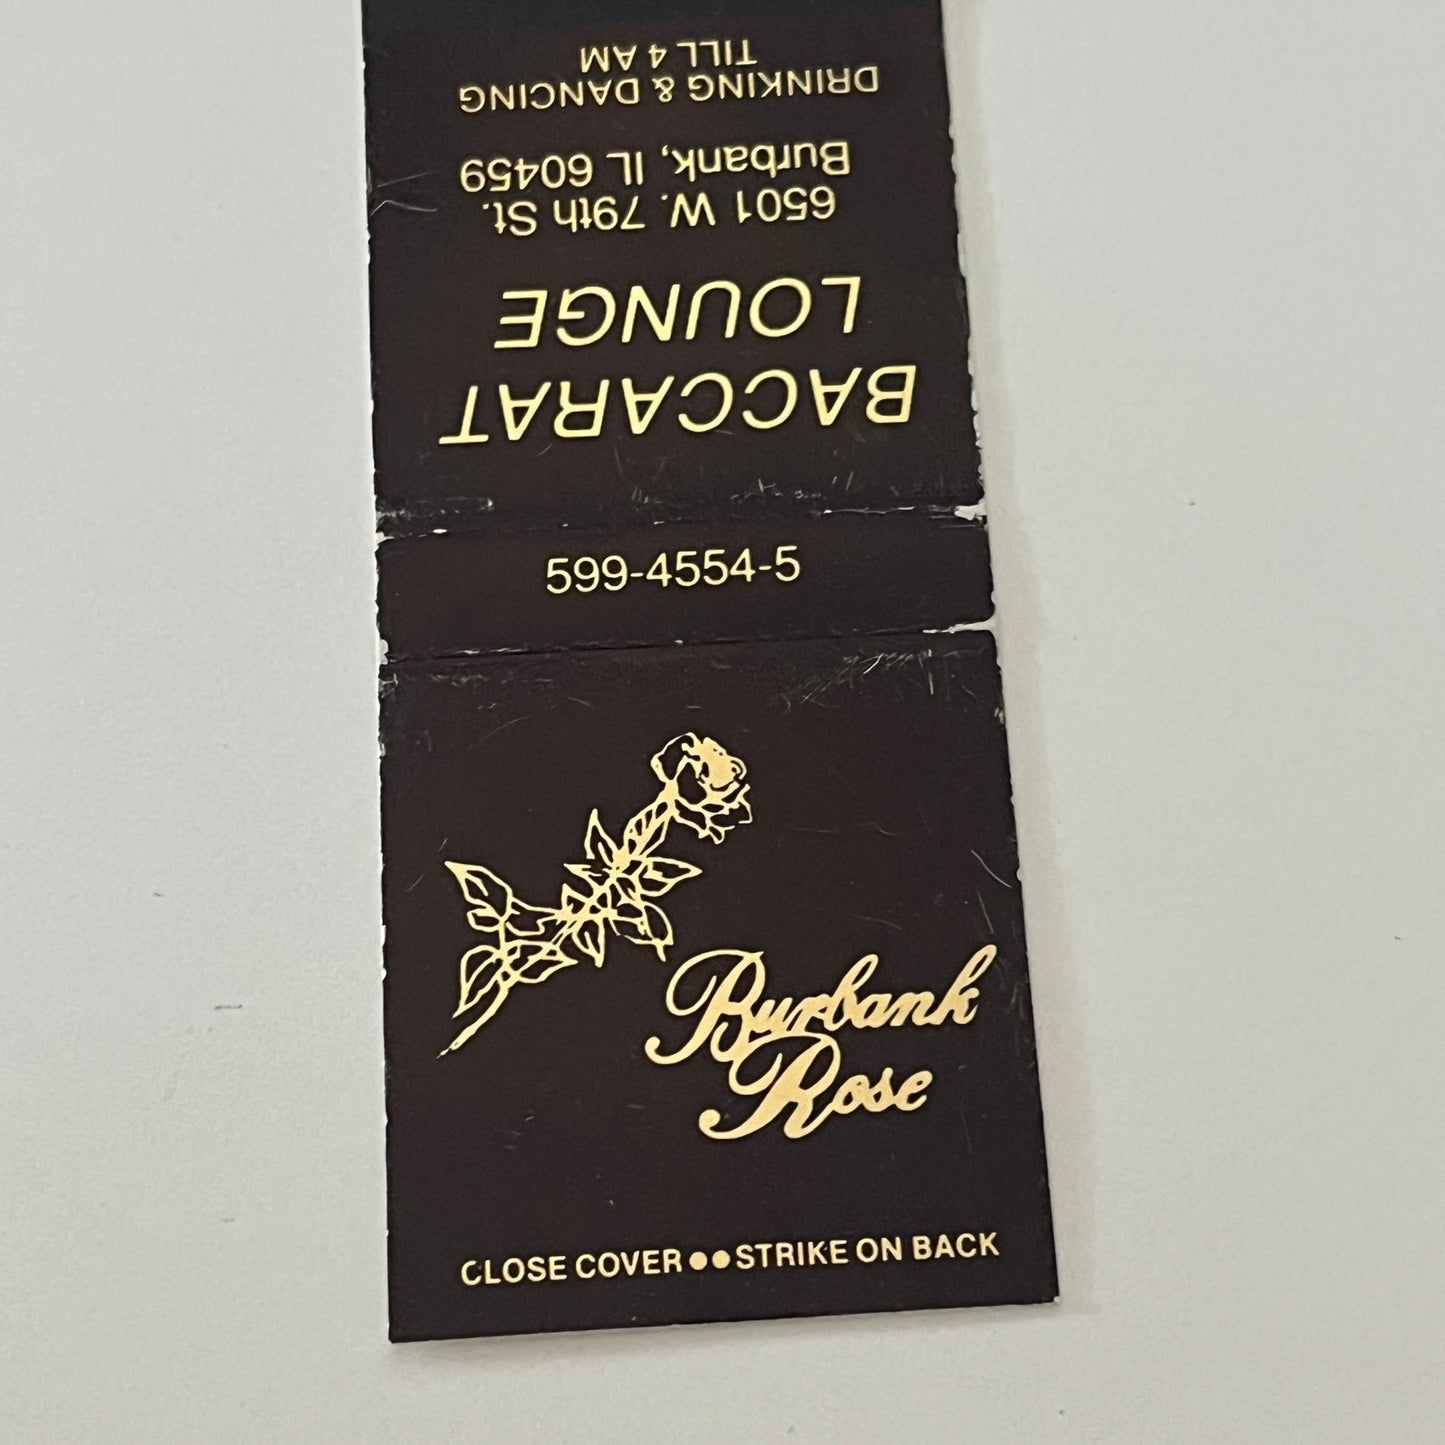 BACCARAT
LOUNGE
6501 W. 79th St.
Burbank, IL 60459
DRINKING & DANCING
TILL 4 AM
599-4554-5
Burbank
Rose
CLOSE COVER●●STRIKE ON BACK